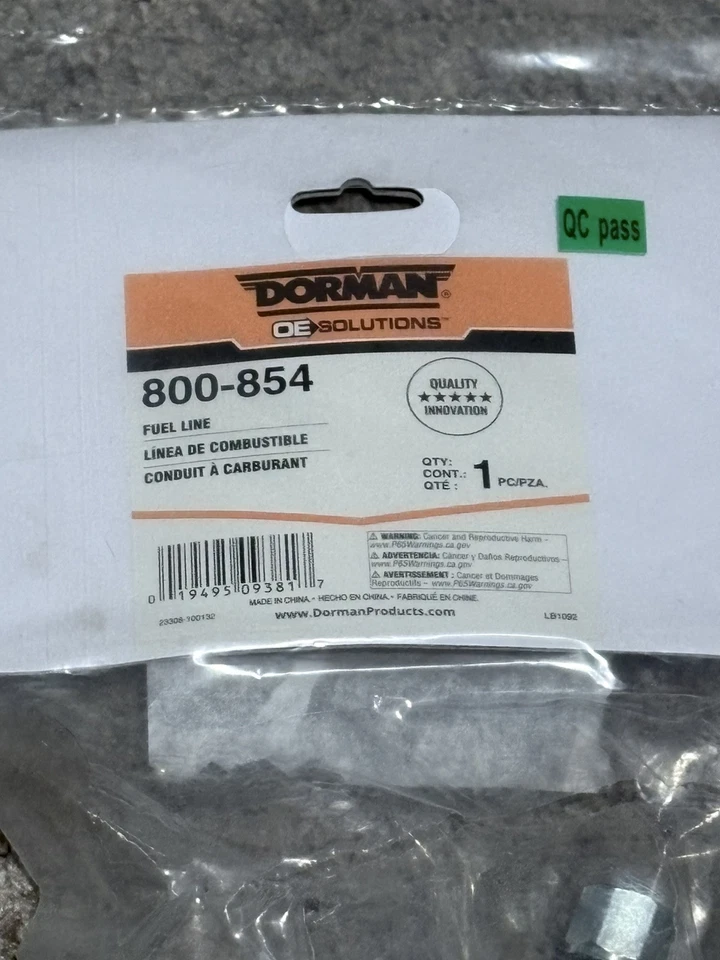 QC pass
DORMAN®
OE SOLUTIONS™
800-854
FUEL LINE
LÍNEA DE COMBUSTIBLE
CONDUIT À CARBURANT
QUALITY
★★★★★
INNOVATION
QTY:
CONT.:
QTÉ :
1 PC/PZA.
0 19495 09381 7
⚠ WARNING: Cancer and Reproductive Harm –
www.P65Warnings.ca.gov
⚠ ADVERTENCIA: Cáncer y Daños Reproductivos –
www.P65Warnings.ca.gov
⚠ AVERTISSEMENT : Cancer et Dommages
Reproductifs – www.P65Warnings.ca.gov
MADE IN CHINA. • HECHO EN CHINA. • FABRIQUÉ EN CHINE.
23308-100132
www.DormanProducts.com
LB1092